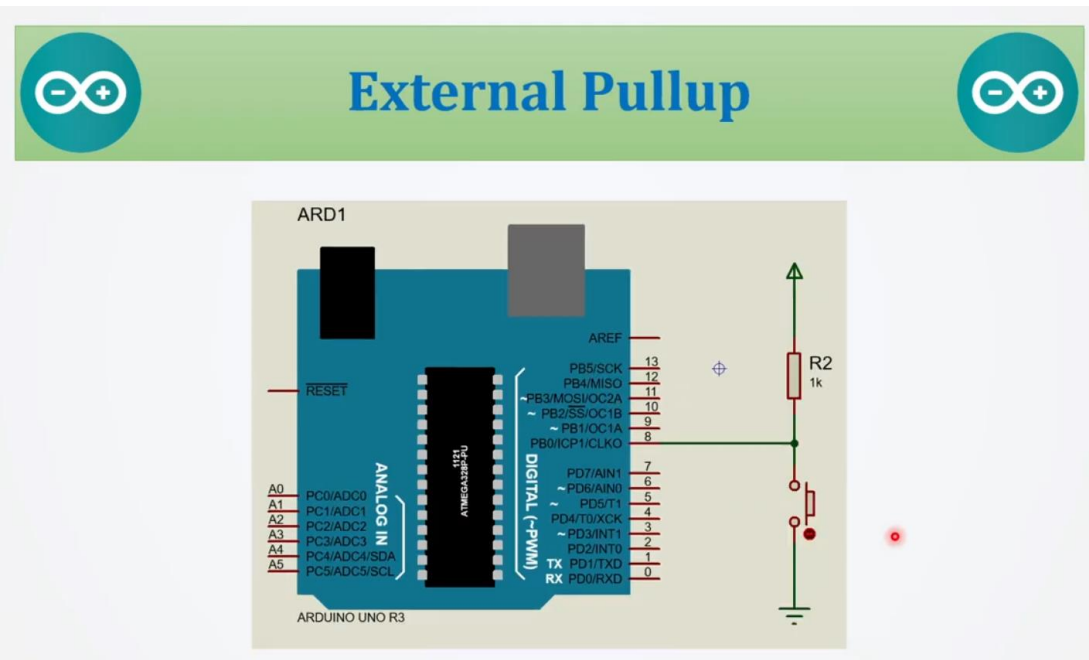 External Pullup
ARD1
AREF
PB5/SCK 13
PB4/MISO 12
~PB3/MOSI/OC2A 11
~ PB2/SS/OC1B 10
~ PB1/OC1A 9
PB0/ICP1/CLKO 8
PD7/AIN1 7
~PD6/AIN0 6
~ PD5/T1 5
PD4/T0/XCK 4
~PD3/INT1 3
PD2/INT0 2
TX PD1/TXD 1
RX PD0/RXD 0
DIGITAL (~PWM)
RESET
1121
ATMEGA328P-PU
ANALOG IN
A0 PC0/ADC0
A1 PC1/ADC1
A2 PC2/ADC2
A3 PC3/ADC3
A4 PC4/ADC4/SDA
A5 PC5/ADC5/SCL
R2
1k
ARDUINO UNO R3